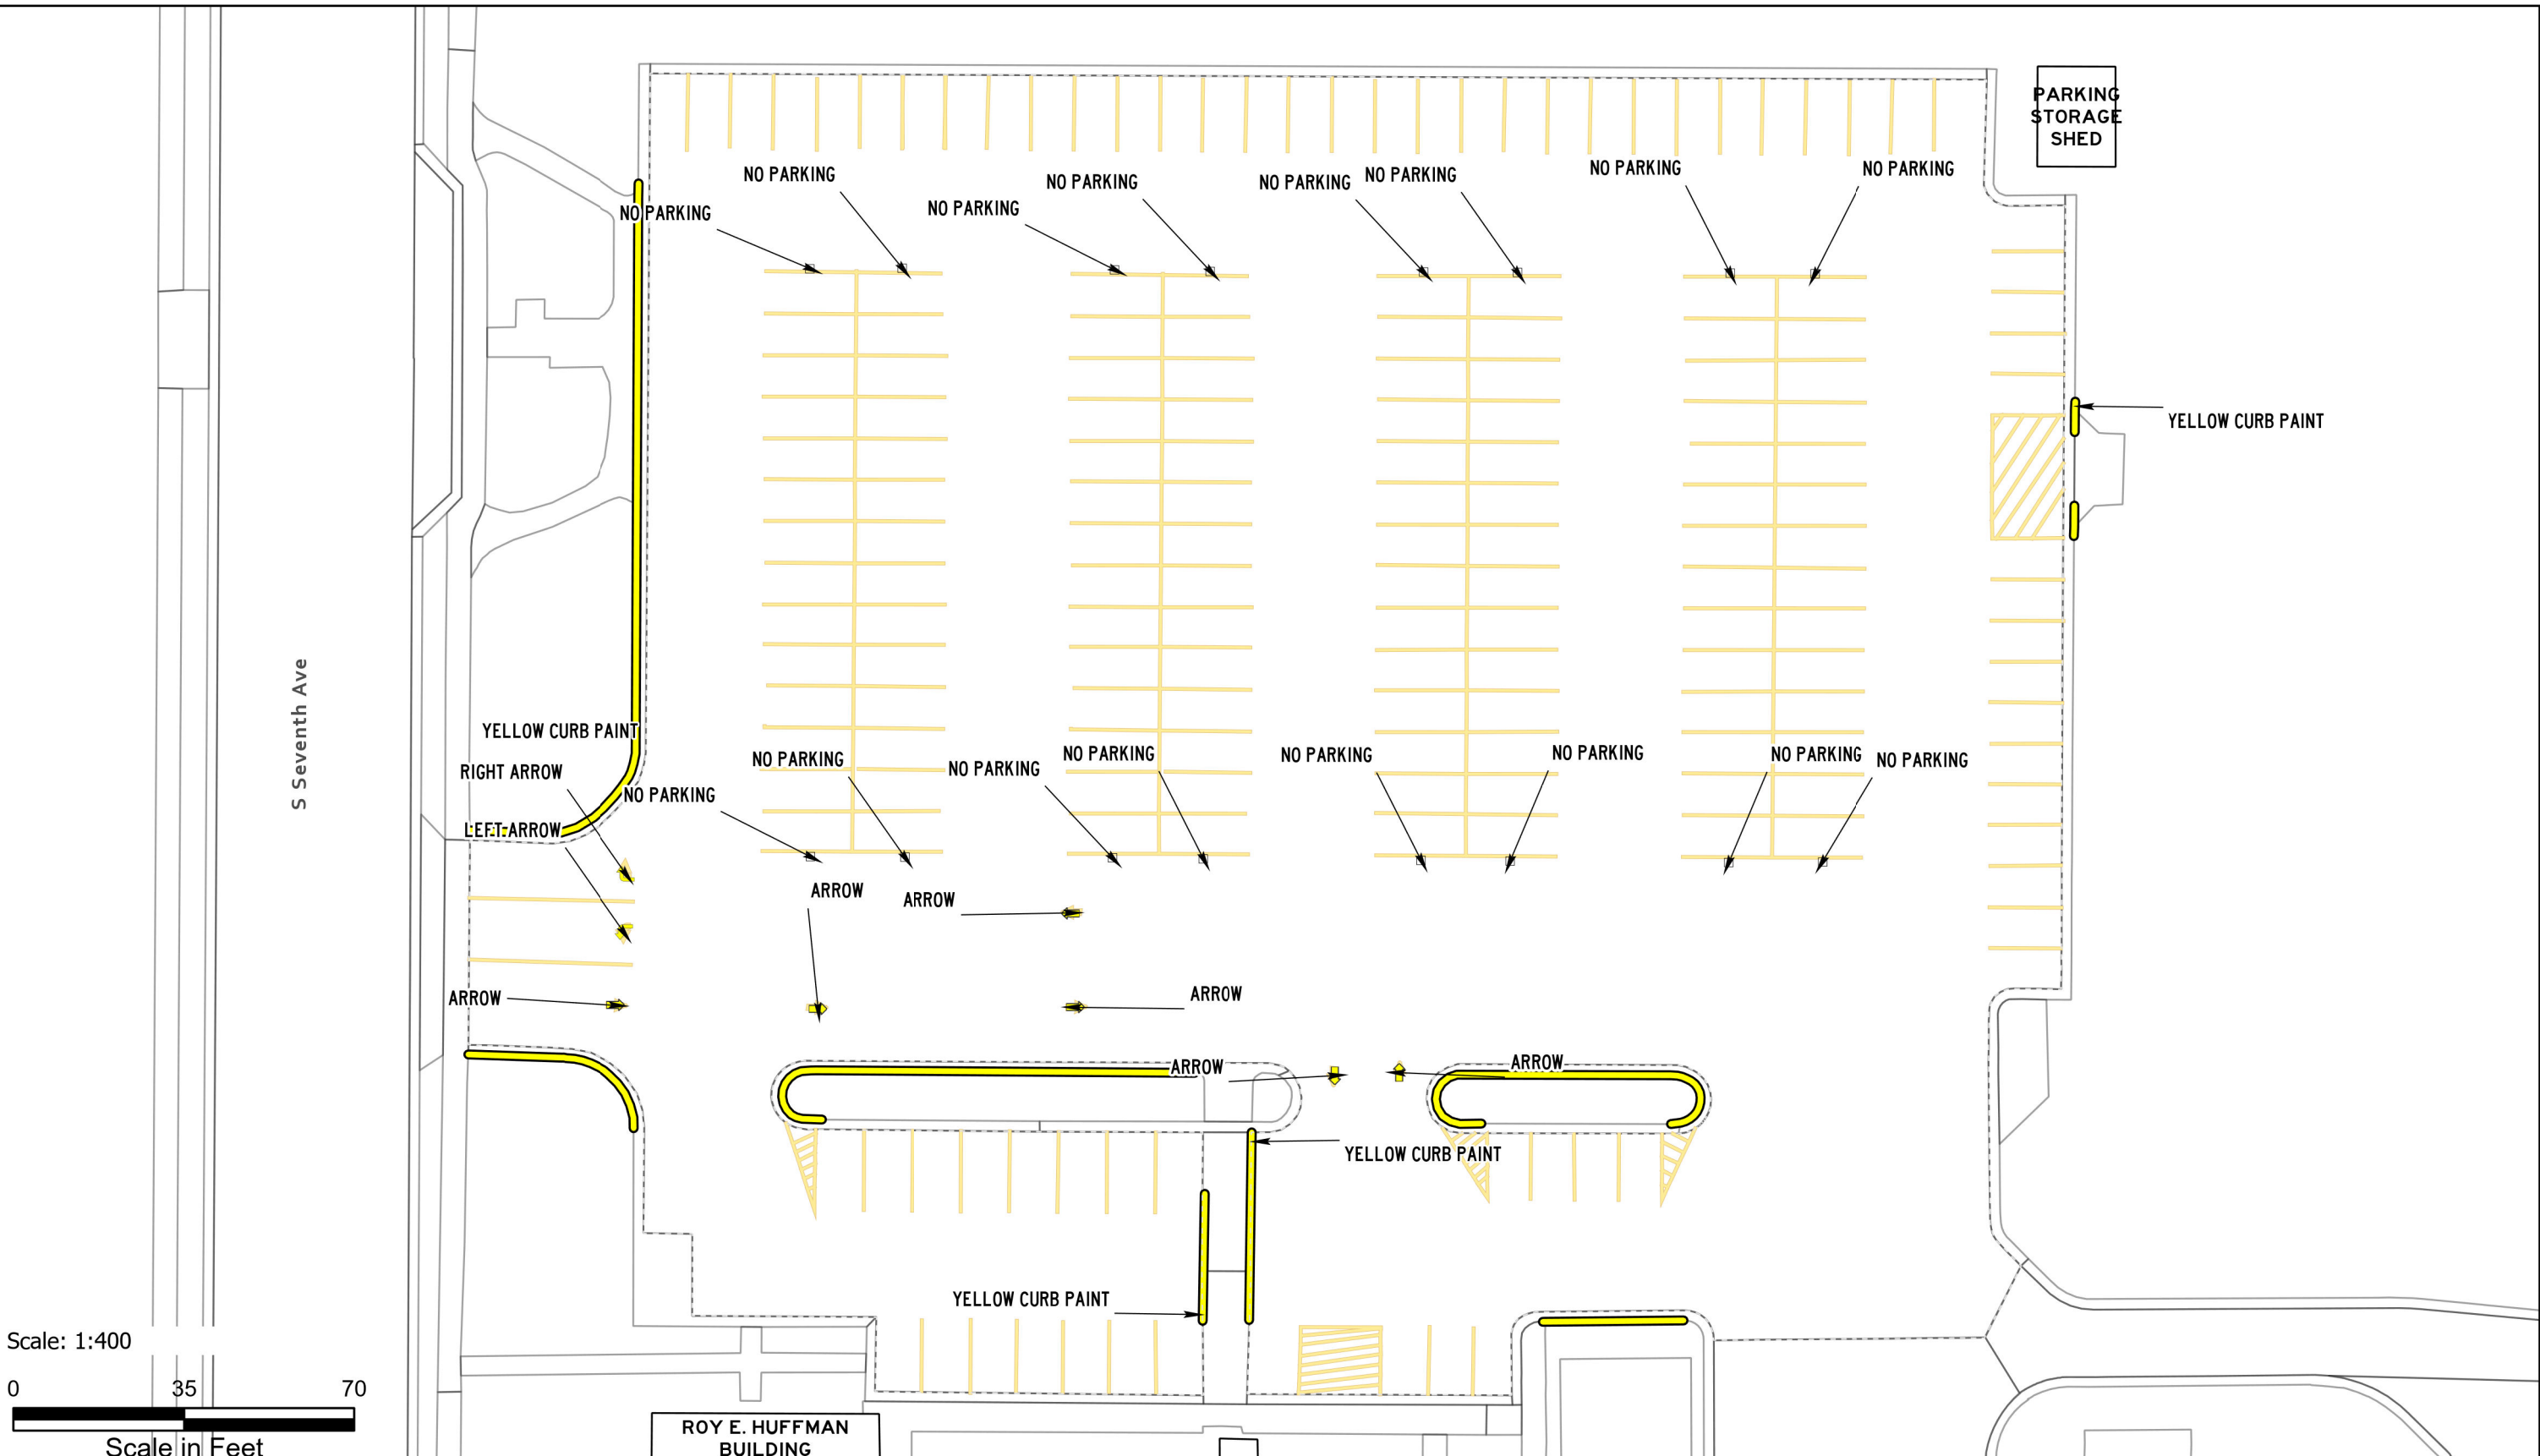 PARKING
STORAGE
SHED
NO PARKING
NO PARKING
NO PARKING
NO PARKING
NO PARKING
NO PARKING
NO PARKING
NO PARKING
YELLOW CURB PAINT
S Seventh Ave
YELLOW CURB PAINT
RIGHT ARROW
LEFT ARROW
NO PARKING
NO PARKING
NO PARKING
NO PARKING
NO PARKING
NO PARKING
NO PARKING
NO PARKING
ARROW
ARROW
ARROW
ARROW
ARROW
ARROW
YELLOW CURB PAINT
YELLOW CURB PAINT
Scale: 1:400
0 35 70
Scale in Feet
ROY E. HUFFMAN
BUILDING